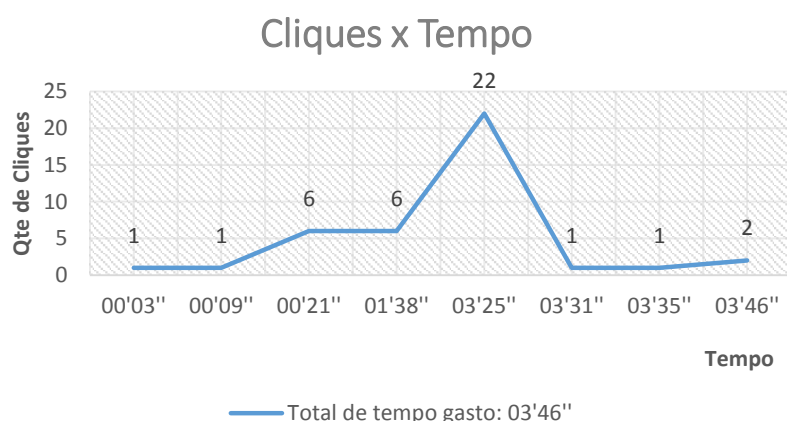 Cliques x Tempo
22
25
20
15
10
5
0
Qte de Cliques
1 1 6 6 1 1 2
00'03'' 00'09'' 00'21'' 01'38'' 03'25'' 03'31'' 03'35'' 03'46''
Tempo
Total de tempo gasto: 03'46''